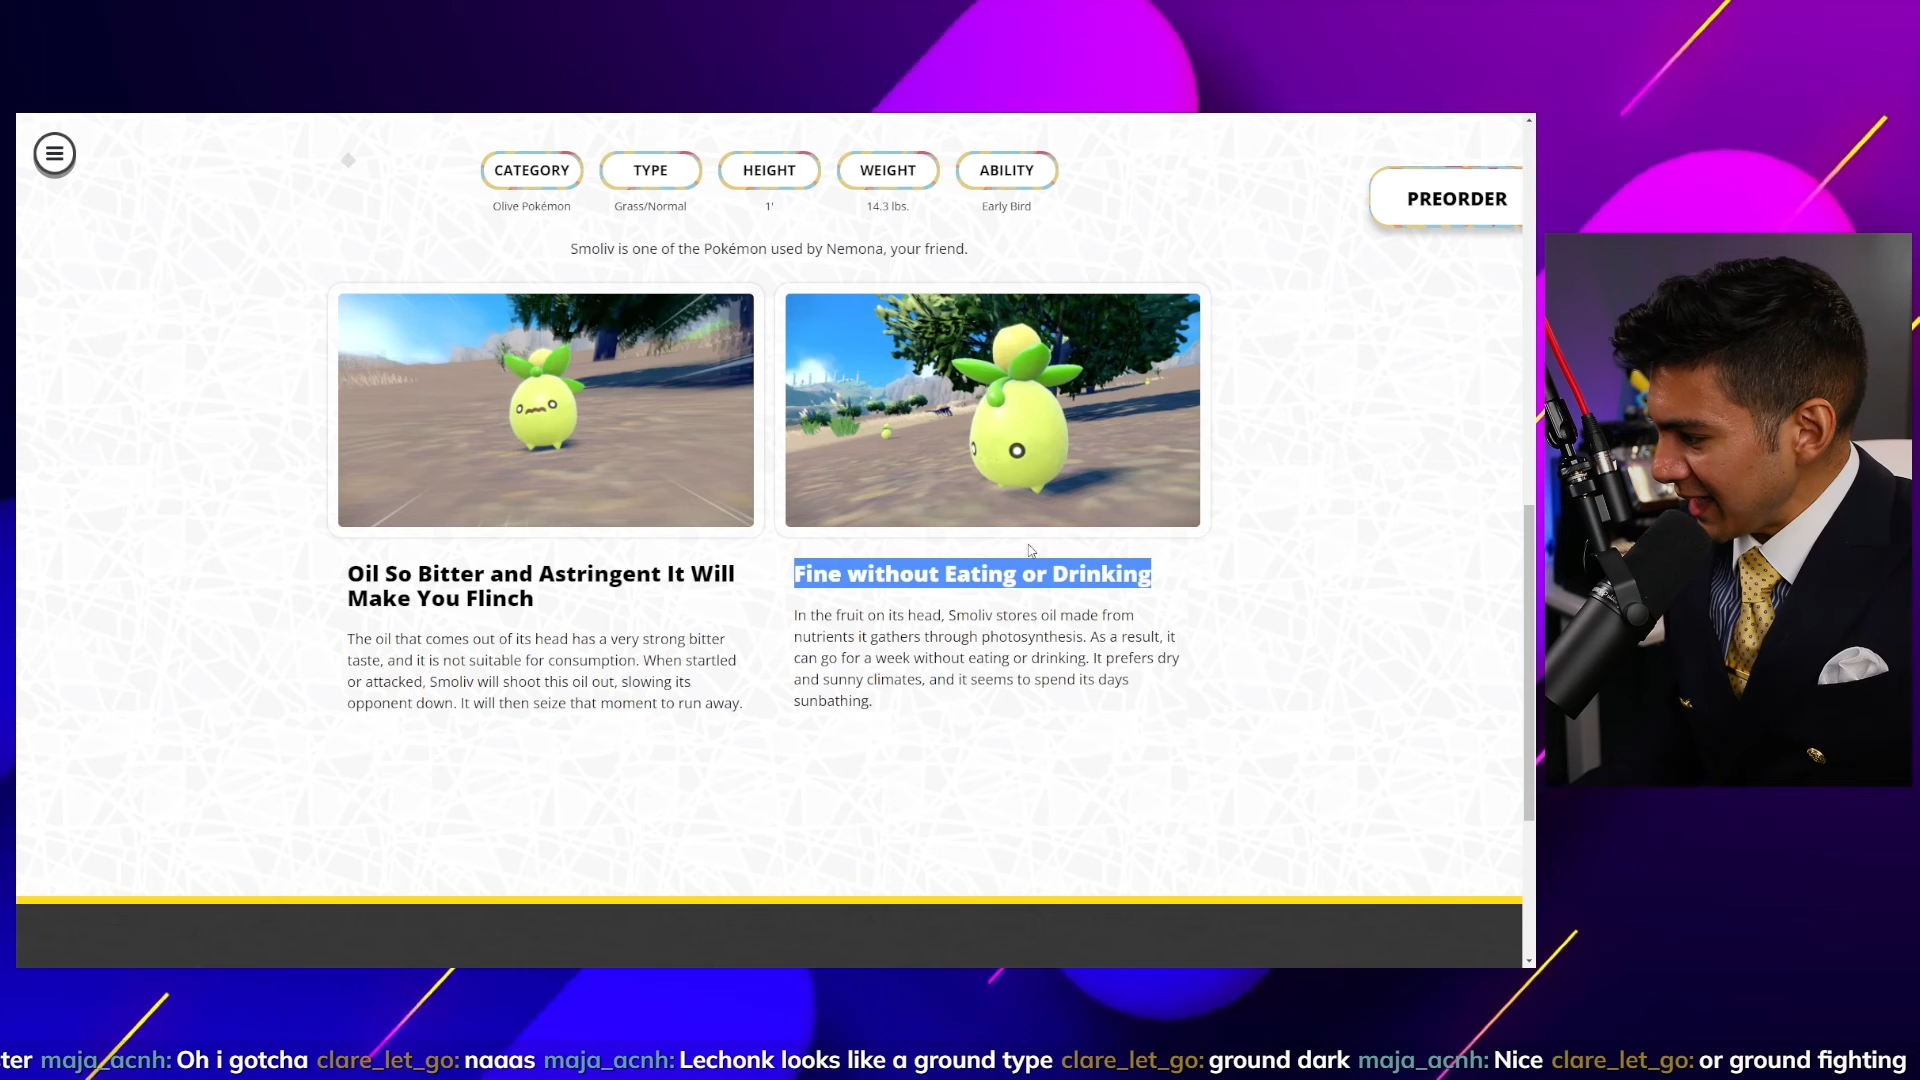 CATEGORY TYPE HEIGHT WEIGHT ABILITY
Olive Pokémon Grass/Normal 1' 14.3 lbs. Early Bird
PREORDER
Smoliv is one of the Pokémon used by Nemona, your friend.
Oil So Bitter and Astringent It Will
Make You Flinch
The oil that comes out of its head has a very strong bitter
taste, and it is not suitable for consumption. When startled
or attacked, Smoliv will shoot this oil out, slowing its
opponent down. It will then seize that moment to run away.
Fine without Eating or Drinking
In the fruit on its head, Smoliv stores oil made from
nutrients it gathers through photosynthesis. As a result, it
can go for a week without eating or drinking. It prefers dry
and sunny climates, and it seems to spend its days
sunbathing.
ter maja_acnh: Oh i gotcha clare_let_go: naaas maja_acnh: Lechonk looks like a ground type clare_let_go: ground dark maja_acnh: Nice clare_let_go: or ground fighting